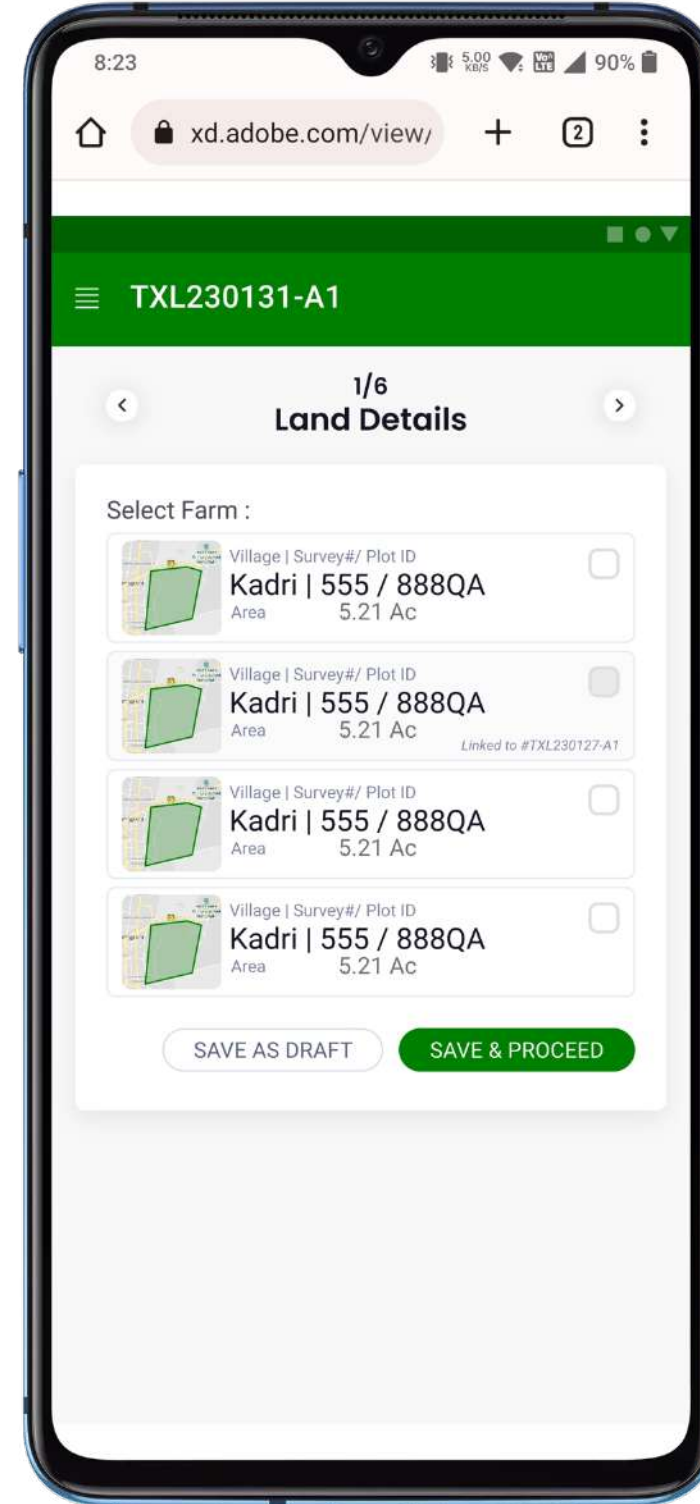 8:23
5.00 KB/S
Vo)) LTE
90%
xd.adobe.com/view/
2
TXL230131-A1
1/6
Land Details
Select Farm :
Village | Survey#/ Plot ID
Kadri | 555 / 888QA
Area 5.21 Ac
Village | Survey#/ Plot ID
Kadri | 555 / 888QA
Area 5.21 Ac
Linked to #TXL230127-A1
Village | Survey#/ Plot ID
Kadri | 555 / 888QA
Area 5.21 Ac
Village | Survey#/ Plot ID
Kadri | 555 / 888QA
Area 5.21 Ac
SAVE AS DRAFT
SAVE & PROCEED